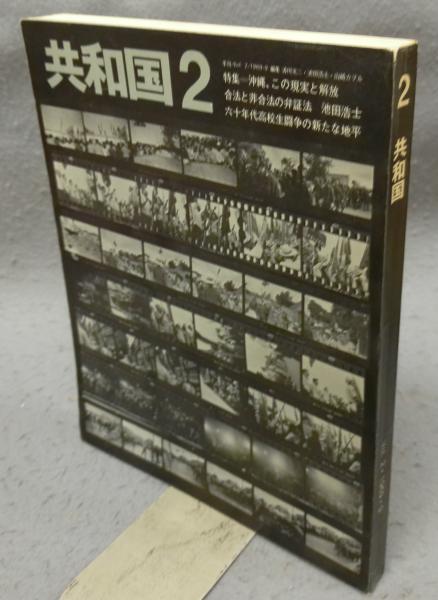 共和国2
特集—沖縄、この現実と解放
合法と非合法の弁証法 池田浩士
六十年代高校生闘争の新たな地平
2 共和国